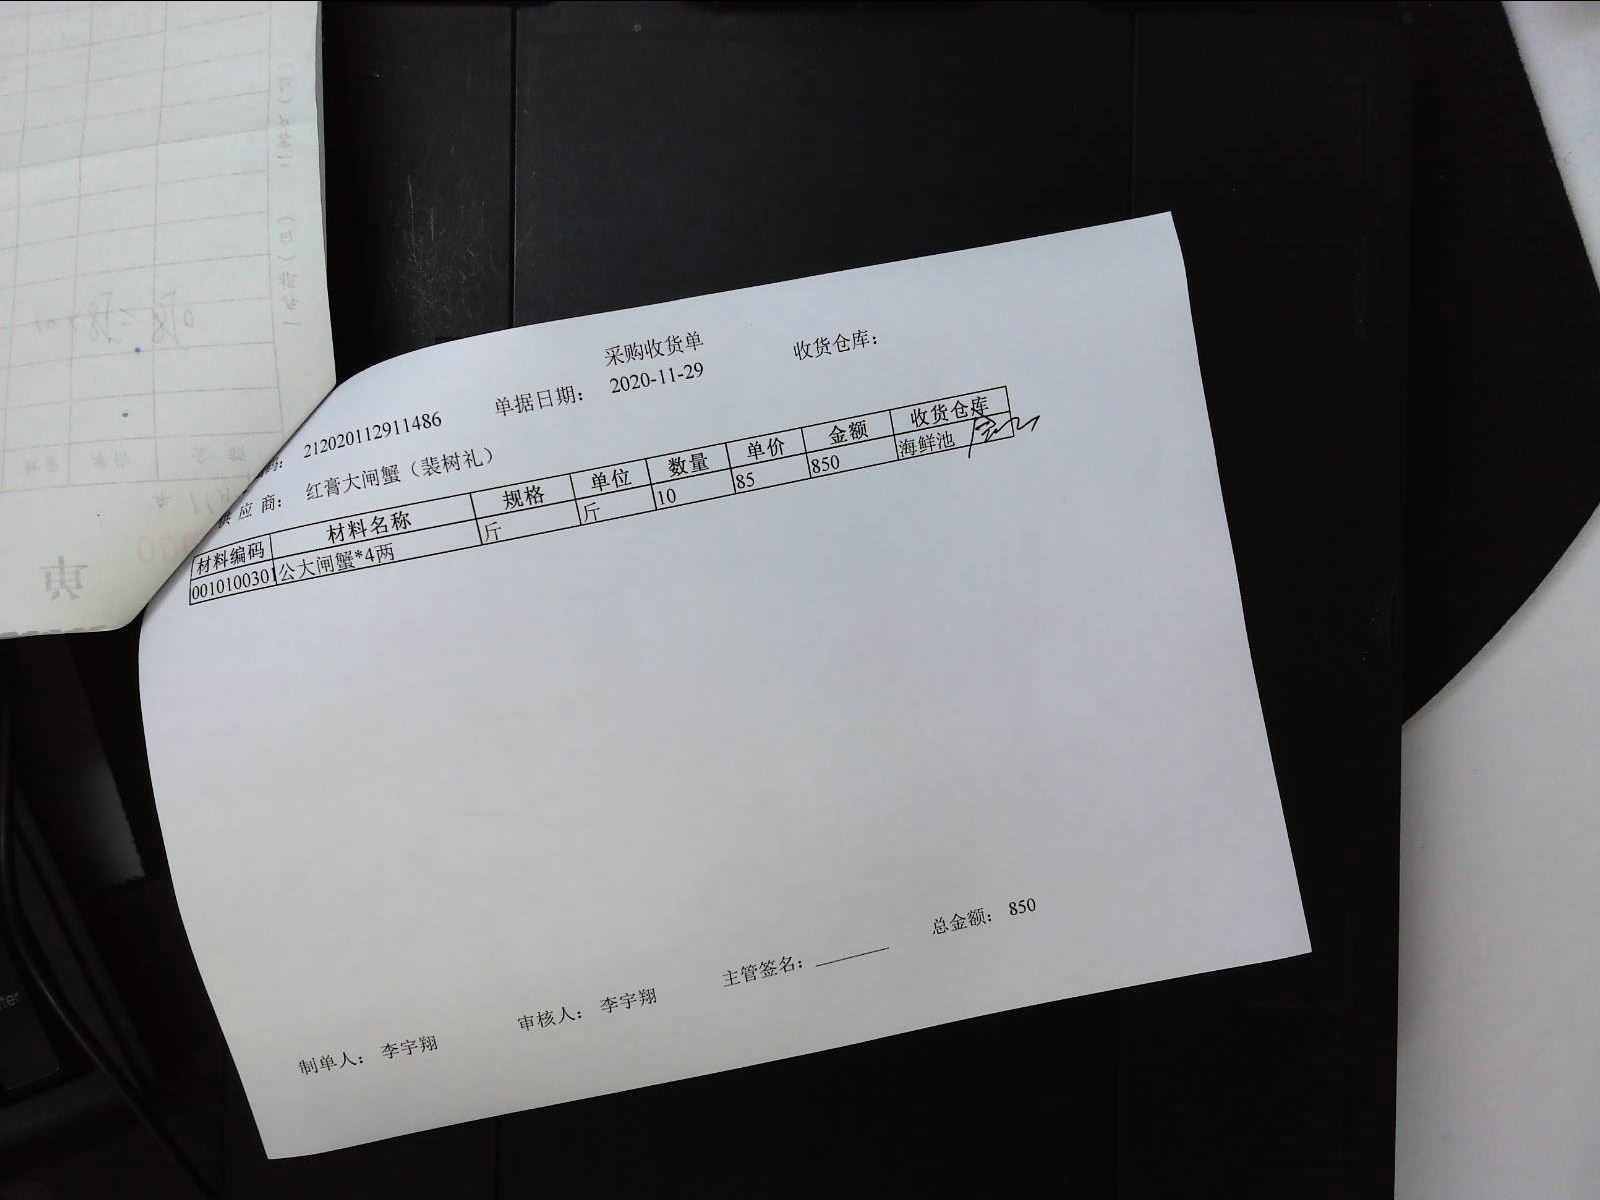 采购收货单
码： 212020112911486 单据日期： 2020-11-29 收货仓库：
供 应 商： 红膏大闸蟹（裴树礼）
材料编码 材料名称 规格 单位 数量 单价 金额 收货仓库
0010100301 公大闸蟹*4两 斤 斤 10 85 850 海鲜池
总金额： 850
制单人： 李宇翔 审核人： 李宇翔 主管签名：